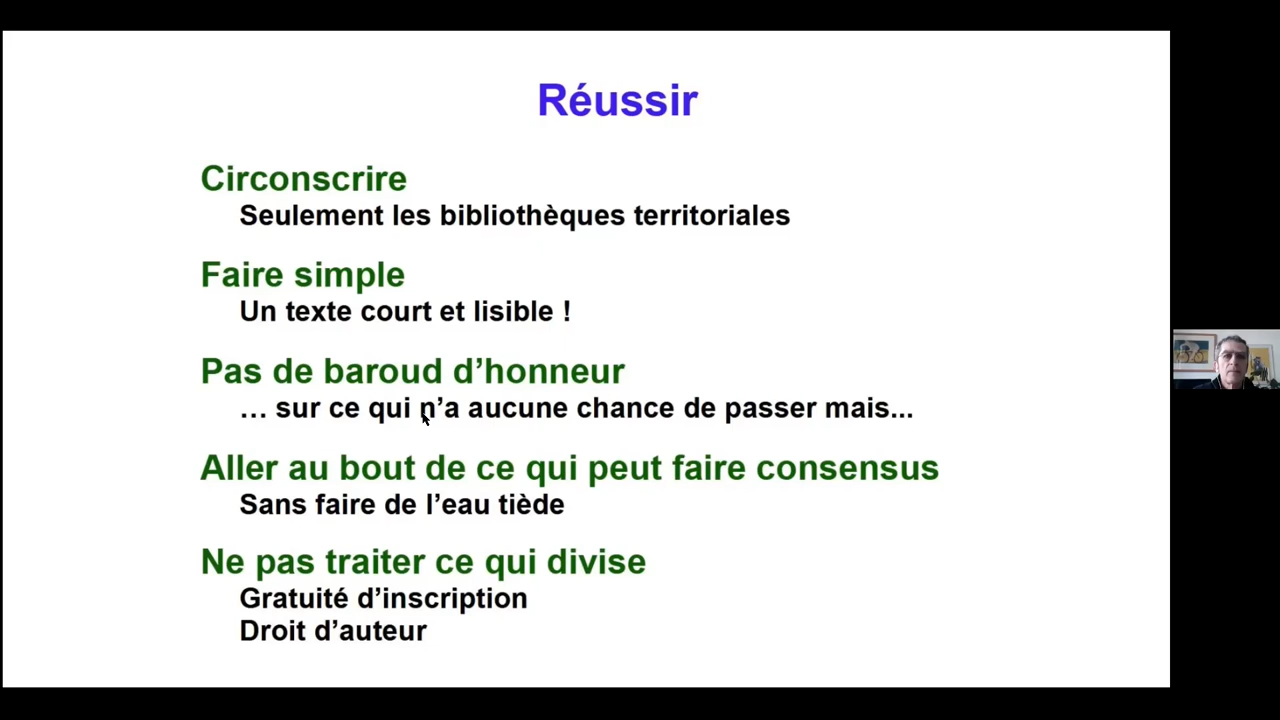 Réussir
Circonscrire
Seulement les bibliothèques territoriales
Faire simple
Un texte court et lisible !
Pas de baroud d’honneur
… sur ce qui n’a aucune chance de passer mais...
Aller au bout de ce qui peut faire consensus
Sans faire de l’eau tiède
Ne pas traiter ce qui divise
Gratuité d’inscription
Droit d’auteur